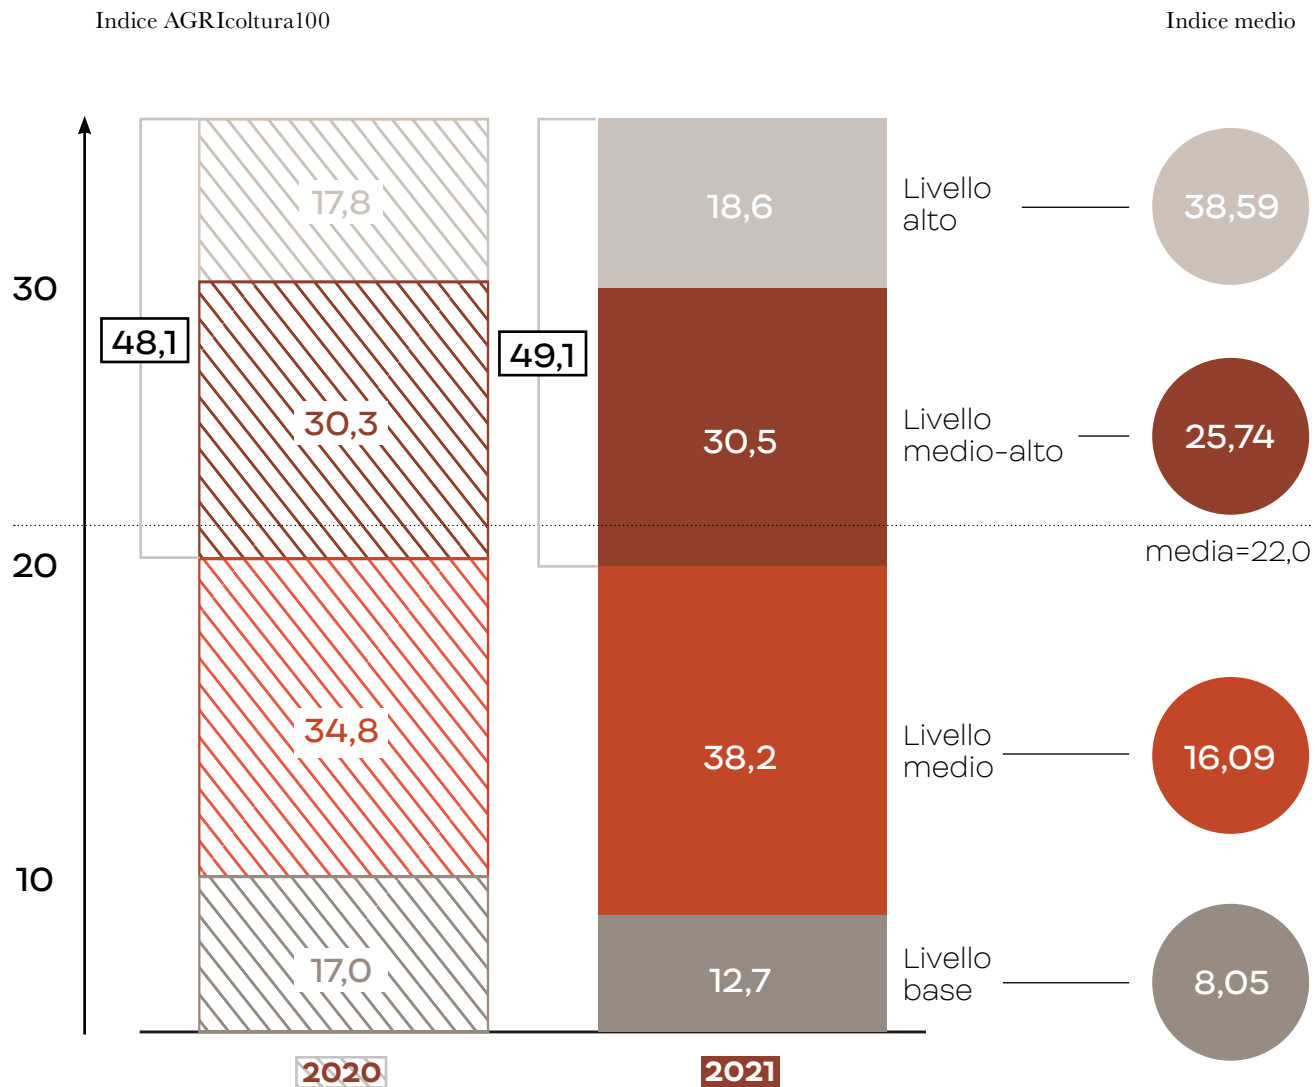 Indice AGRIcoltura100
Indice medio
17,8
18,6
Livello
alto
38,59
30
48,1
49,1
30,3
30,5
Livello
medio-alto
25,74
media=22,0
20
34,8
38,2
Livello
medio
16,09
10
17,0
12,7
Livello
base
8,05
2020
2021